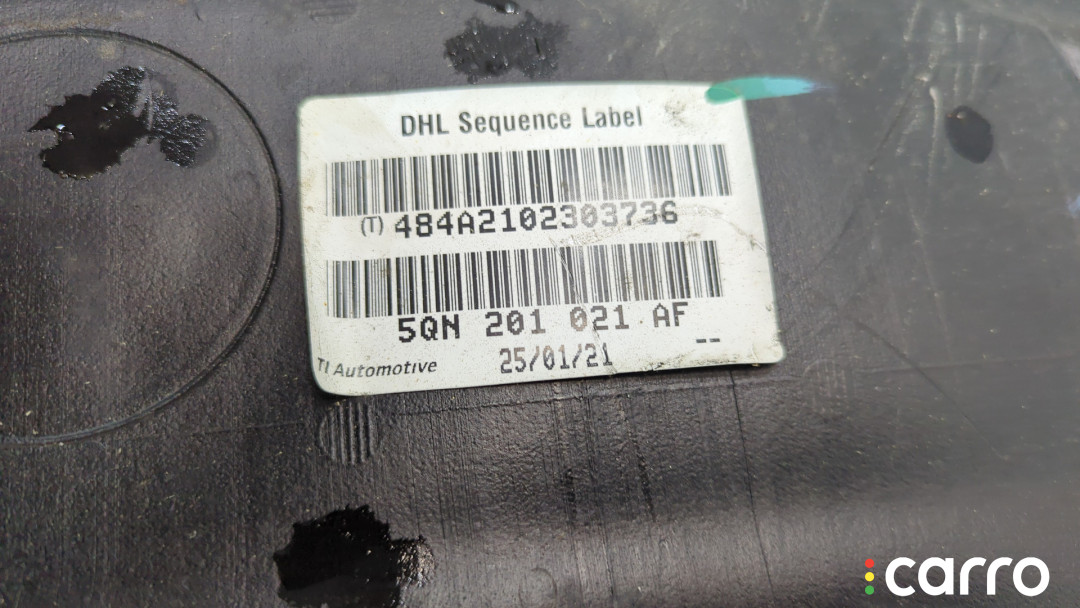 DHL Sequence Label
(T) 484A2102303736
5QN 201 021 AF
TI Automotive 25/01/21 --
carro